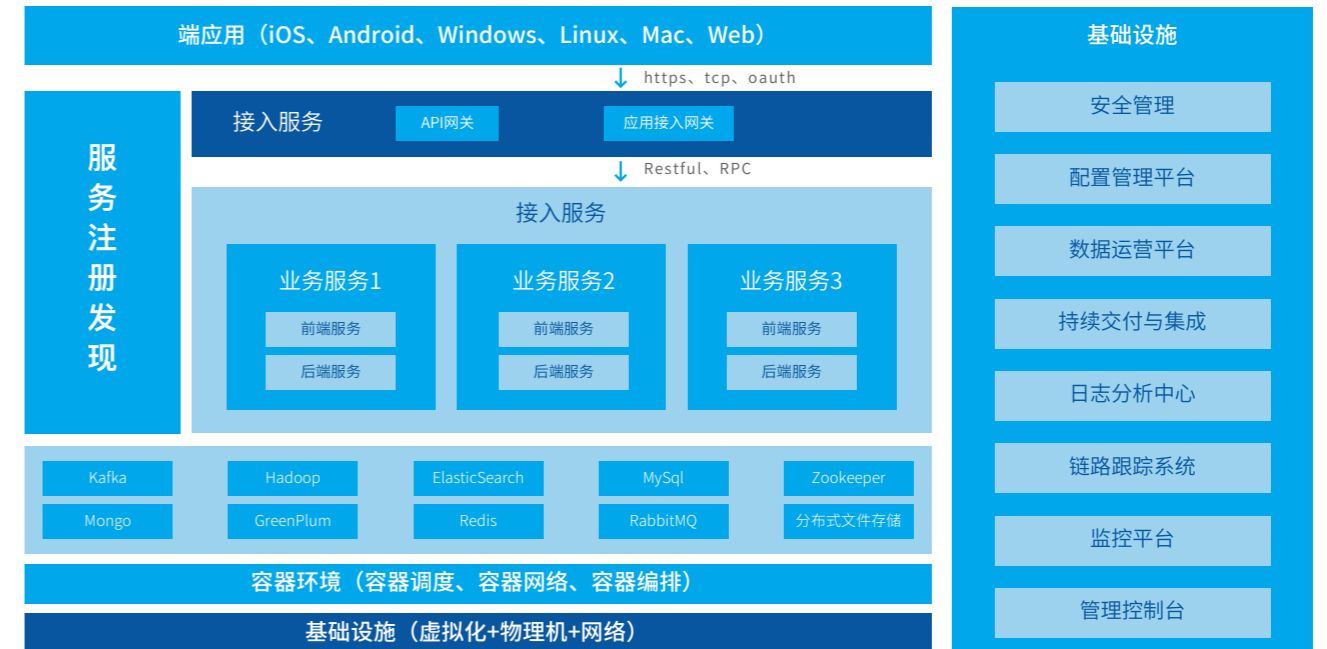 端应用（iOS、Android、Windows、Linux、Mac、Web）
https、tcp、oauth
服务注册发现
接入服务
API网关
应用接入网关
Restful、RPC
接入服务
业务服务1
前端服务
后端服务
业务服务2
前端服务
后端服务
业务服务3
前端服务
后端服务
Kafka
Hadoop
ElasticSearch
MySql
Zookeeper
Mongo
GreenPlum
Redis
RabbitMQ
分布式文件存储
容器环境（容器调度、容器网络、容器编排）
基础设施（虚拟化+物理机+网络）
基础设施
安全管理
配置管理平台
数据运营平台
持续交付与集成
日志分析中心
链路跟踪系统
监控平台
管理控制台